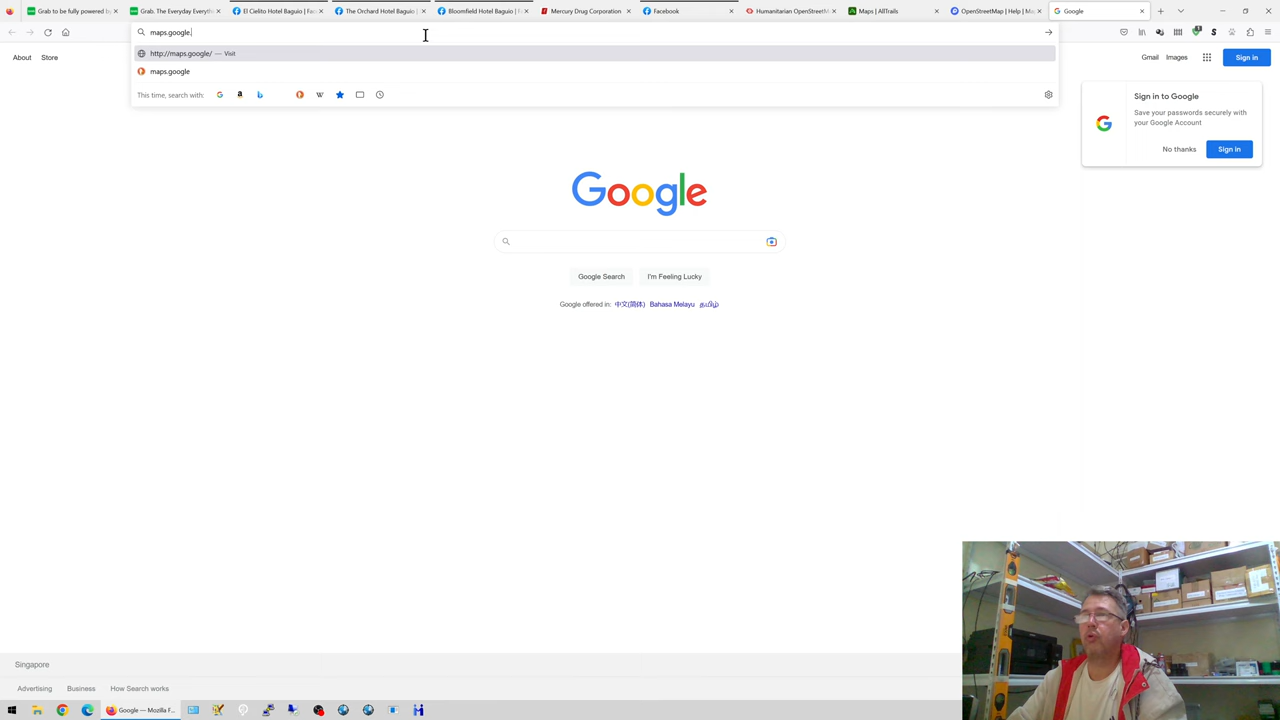 Grab to be fully powered b
Grab. The Everyday Everyth
El Cielito Hotel Baguio | Fac
The Orchard Hotel Baguio |
Bloomfield Hotel Baguio |
Mercury Drug Corporation
Facebook
Humanitarian OpenStreetM
Maps | AllTrails
OpenStreetMap | Help | Ma
Google
maps.google.
http://maps.google/ — Visit
maps.google
This time, search with:
About
Store
Gmail
Images
Sign in
Sign in to Google
Save your passwords securely with
your Google Account
No thanks
Sign in
Google
Google Search
I'm Feeling Lucky
Google offered in: 中文(简体) Bahasa Melayu தமிழ்
Singapore
Advertising
Business
How Search works
Google — Mozilla F...